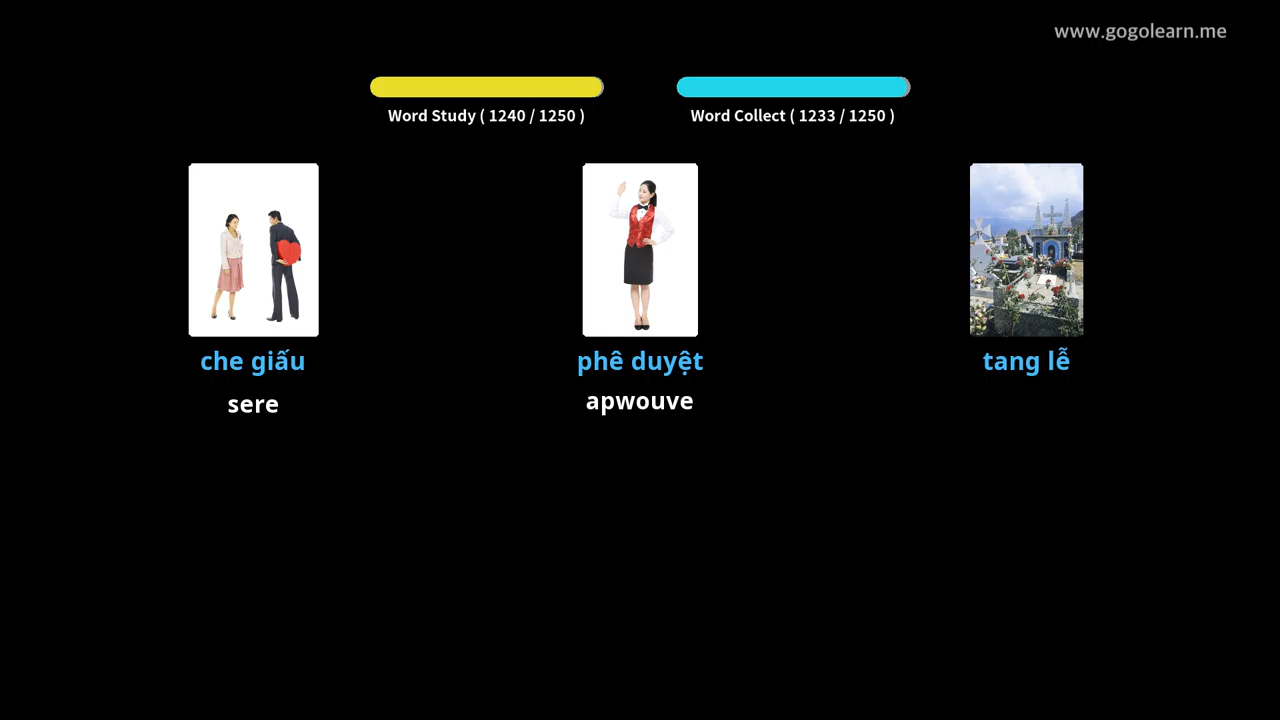 www.gogolearn.me
Word Study ( 1240 / 1250 )
Word Collect ( 1233 / 1250 )
che giấu
phê duyệt
tang lễ
sere
apwouve